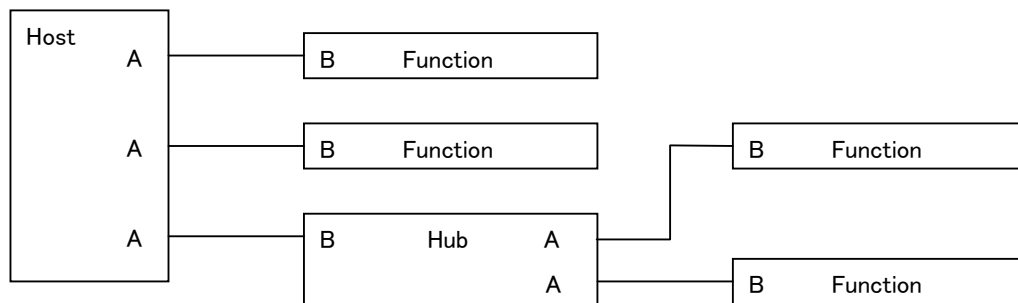 Host
A B Function
A B Function B Function
A B Hub A
A B Function